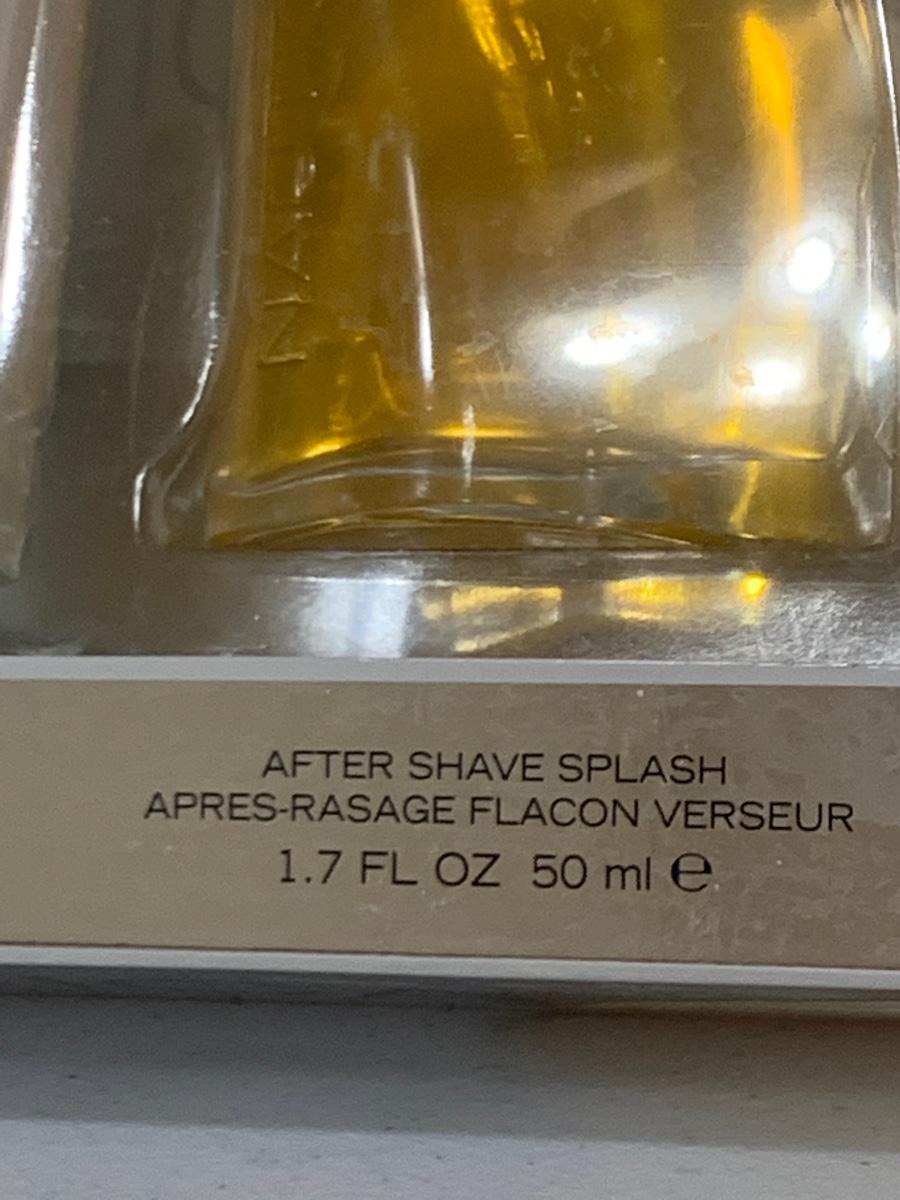 AFTER SHAVE SPLASH
APRES-RASAGE FLACON VERSEUR
1.7 FL OZ 50 ml ℮